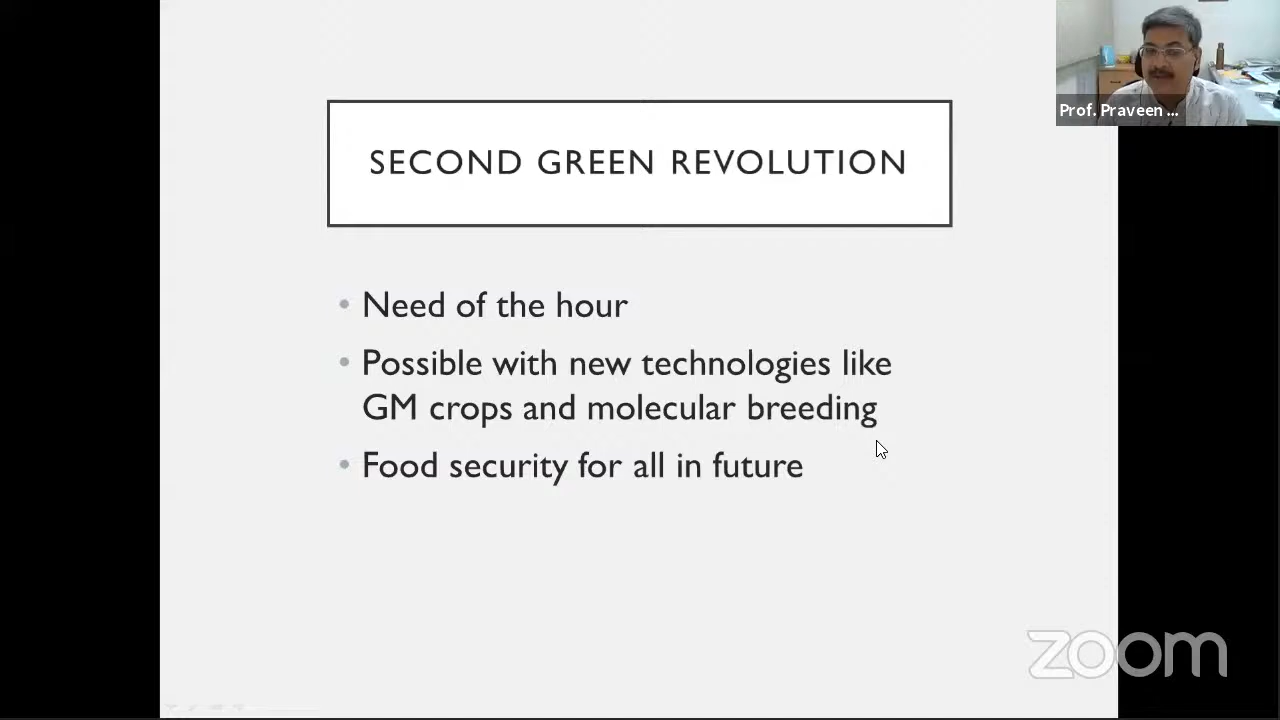 Prof. Praveen ...
SECOND GREEN REVOLUTION
• Need of the hour
• Possible with new technologies like
GM crops and molecular breeding
• Food security for all in future
zoom